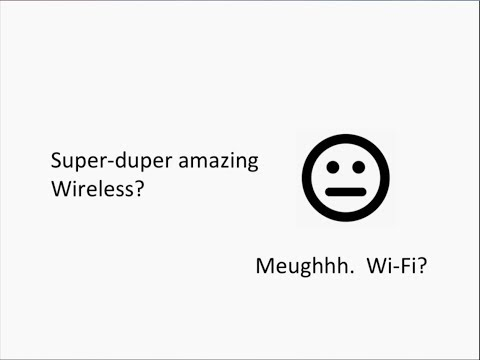 Super-duper amazing
Wireless?
Meughhh.  Wi-Fi?